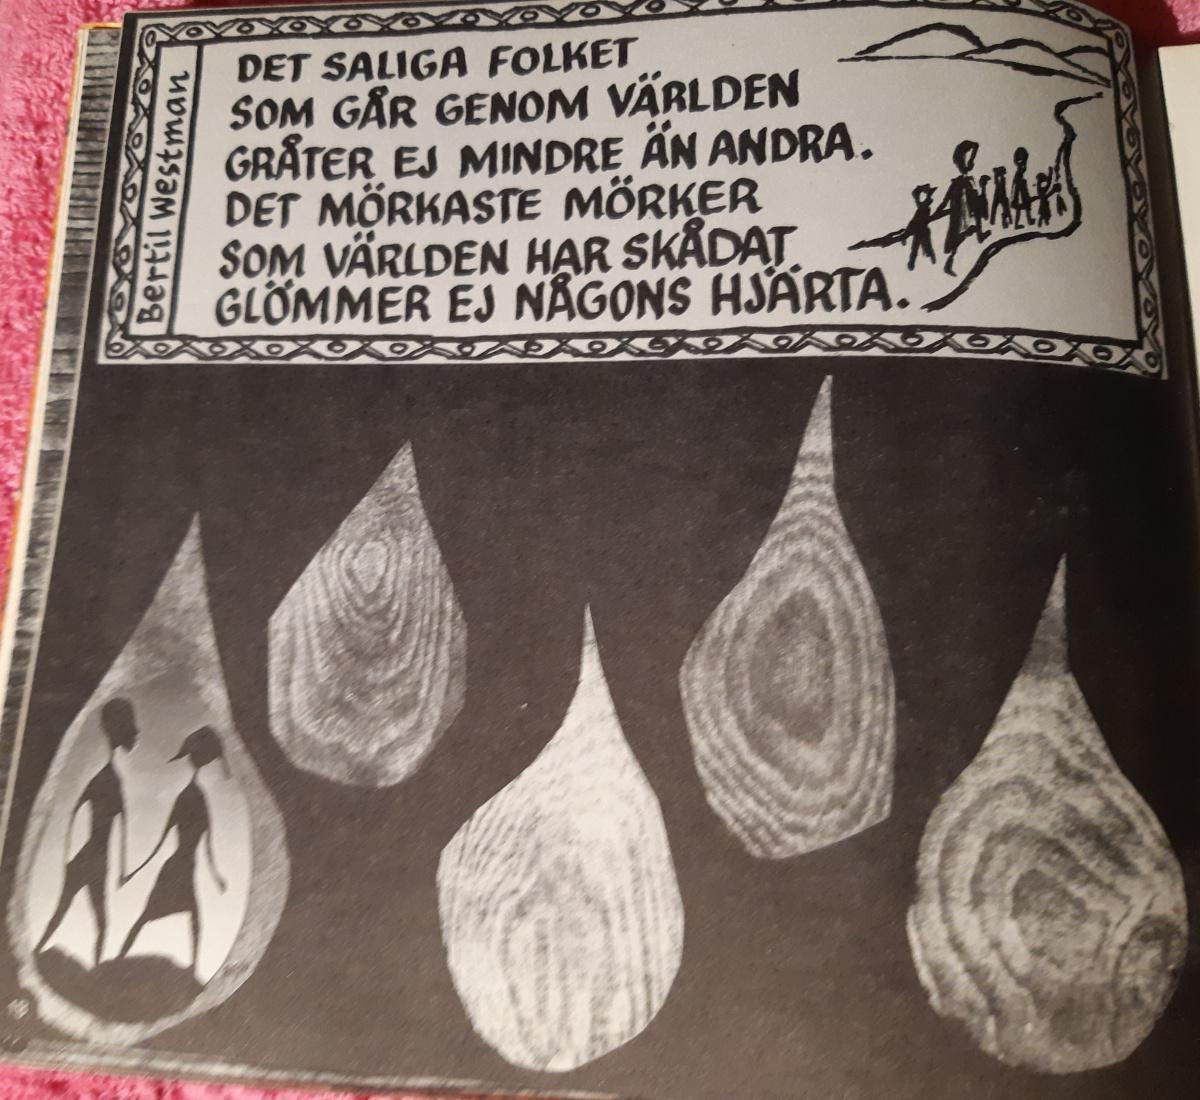 Bertil Westman
DET SALIGA FOLKET
SOM GÅR GENOM VÄRLDEN
GRÅTER EJ MINDRE ÄN ANDRA.
DET MÖRKASTE MÖRKER
SOM VÄRLDEN HAR SKÅDAT
GLÖMMER EJ NÅGONS HJÄRTA.